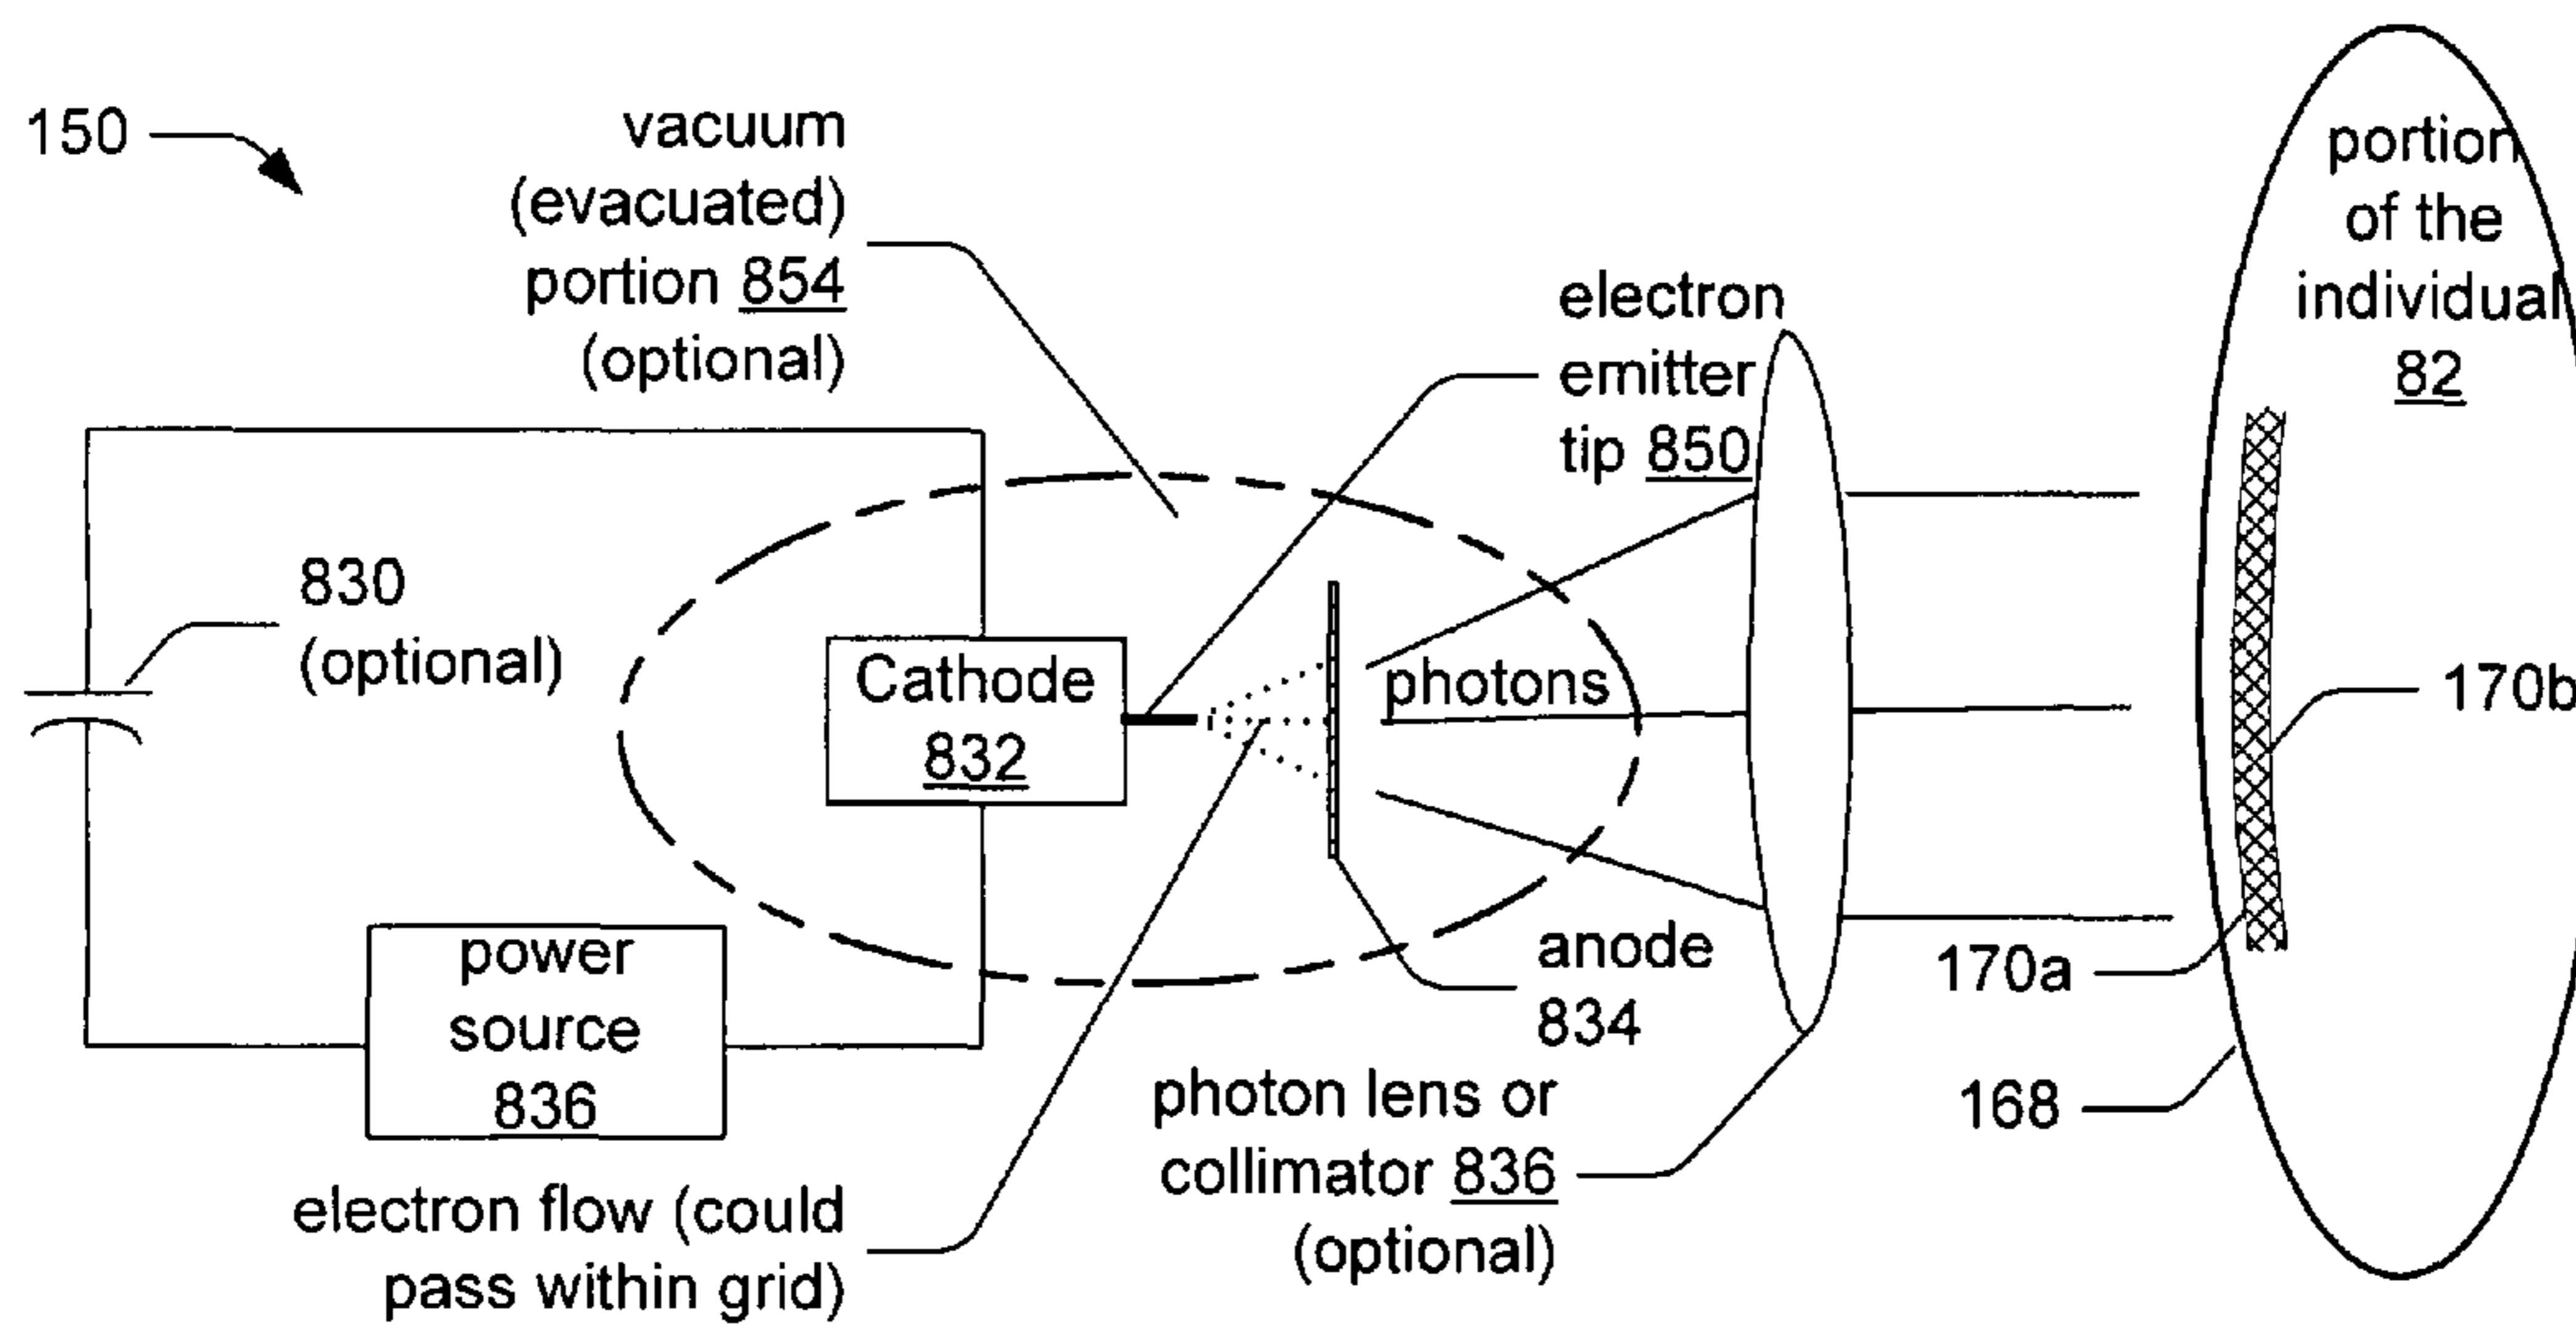 150
vacuum
(evacuated)
portion 854
(optional)
electron
emitter
tip 850
portion
of the
individual
82
830
(optional)
Cathode
832
photons
170b
power
source
836
anode
834
170a
168
photon lens or
collimator 836
(optional)
electron flow (could
pass within grid)